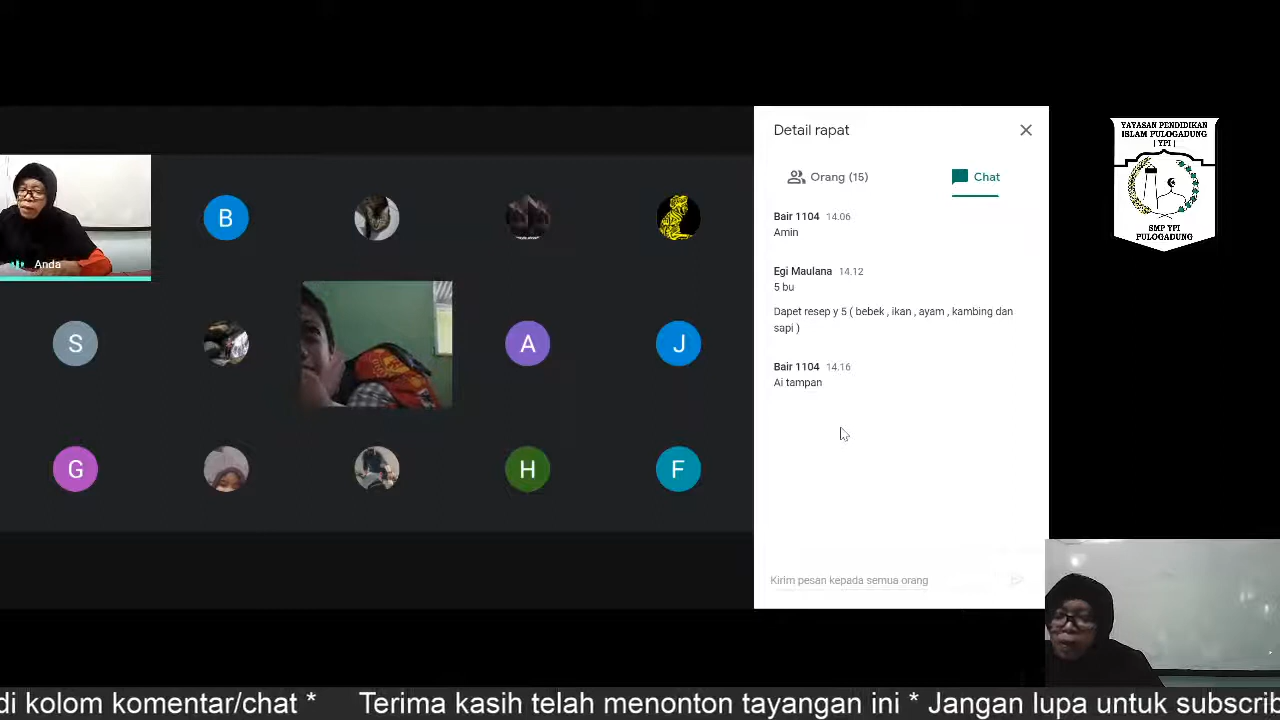 Detail rapat
Orang (15)
Chat
Bair 1104 14.06
Amin
Egi Maulana 14.12
5 bu
Dapet resep y 5 ( bebek , ikan , ayam , kambing dan
sapi )
Bair 1104 14.16
Ai tampan
Kirim pesan kepada semua orang
Anda
B
S
A
J
G
H
F
YAYASAN PENDIDIKAN
ISLAM PULOGADUNG
( YPI )
SMP YPI
PULOGADUNG
di kolom komentar/chat * Terima kasih telah menonton tayangan ini * Jangan lupa untuk subscrib